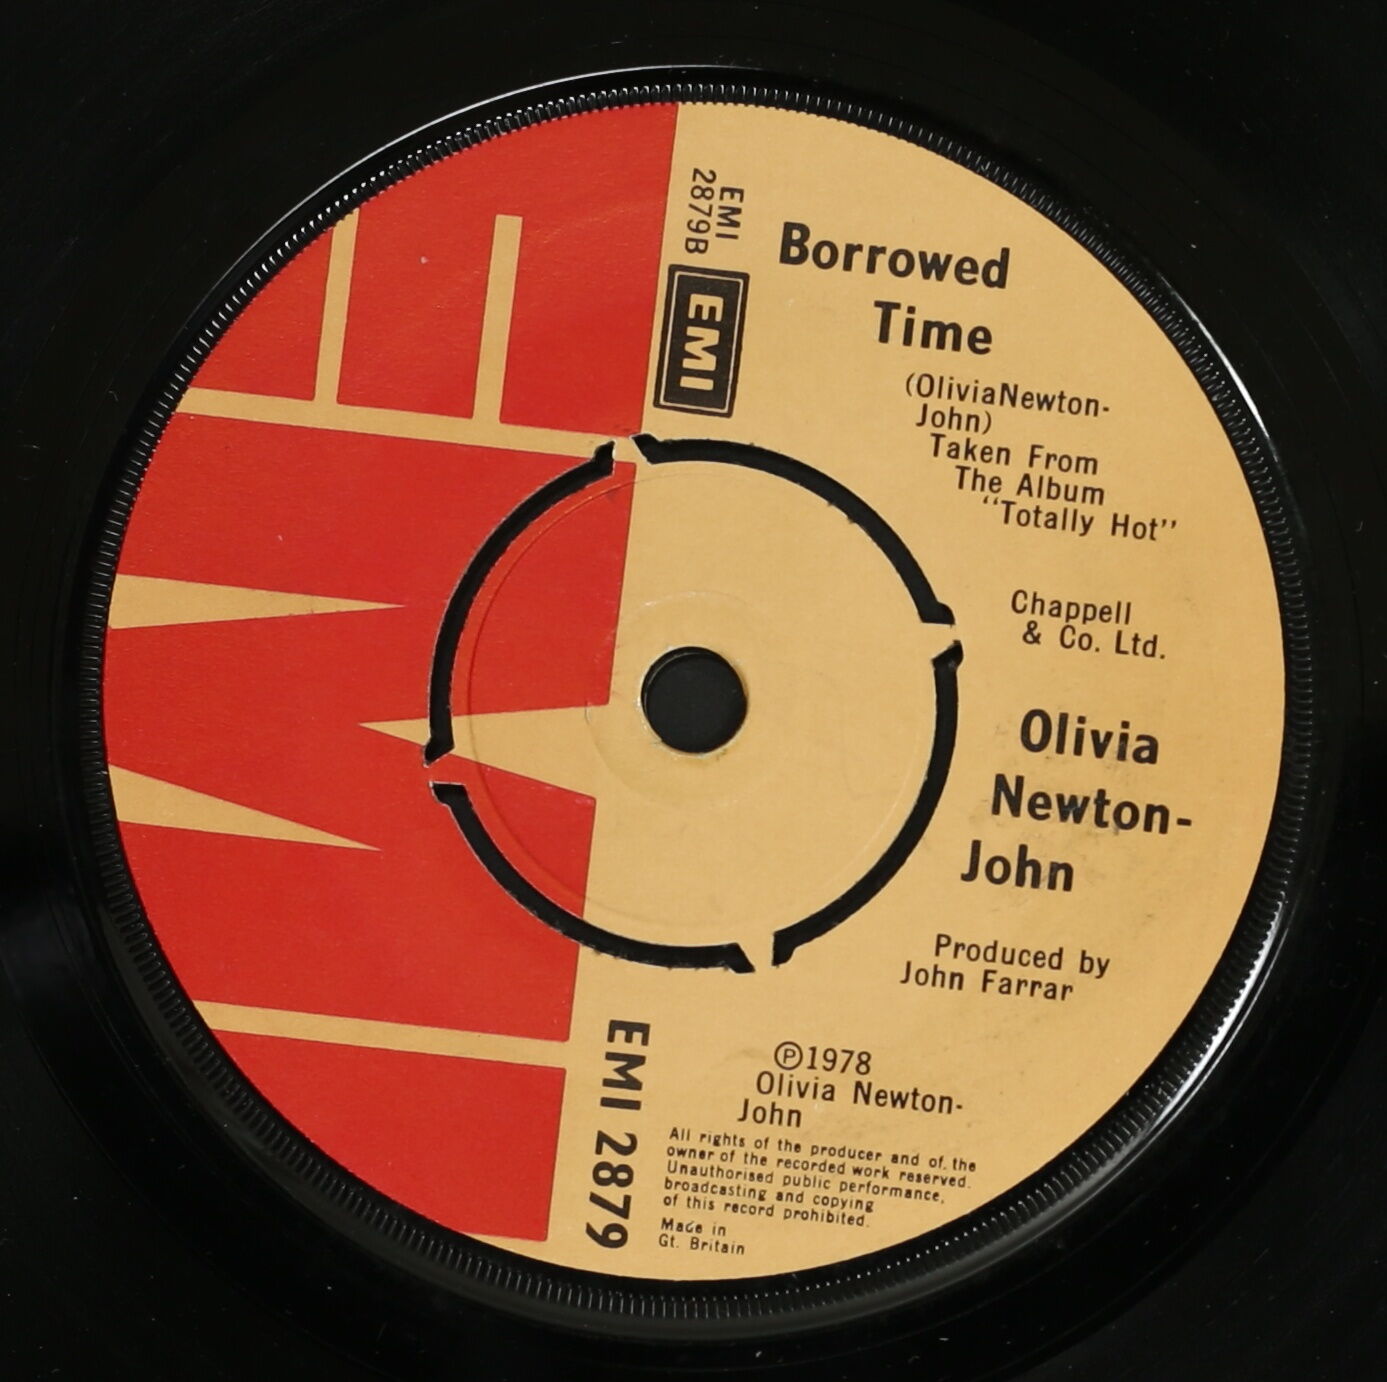 EMI
EMI
2879B
EMI
Borrowed
Time
(OliviaNewton-
John)
Taken From
The Album
“Totally Hot”
Chappell
& Co. Ltd.
Olivia
Newton-
John
Produced by
John Farrar
Ⓟ1978
Olivia Newton-
John
All rights of the producer and of. the
owner of the recorded work reserved.
Unauthorised public performance,
broadcasting and copying
of this record prohibited.
Made in
Gt. Britain
EMI 2879